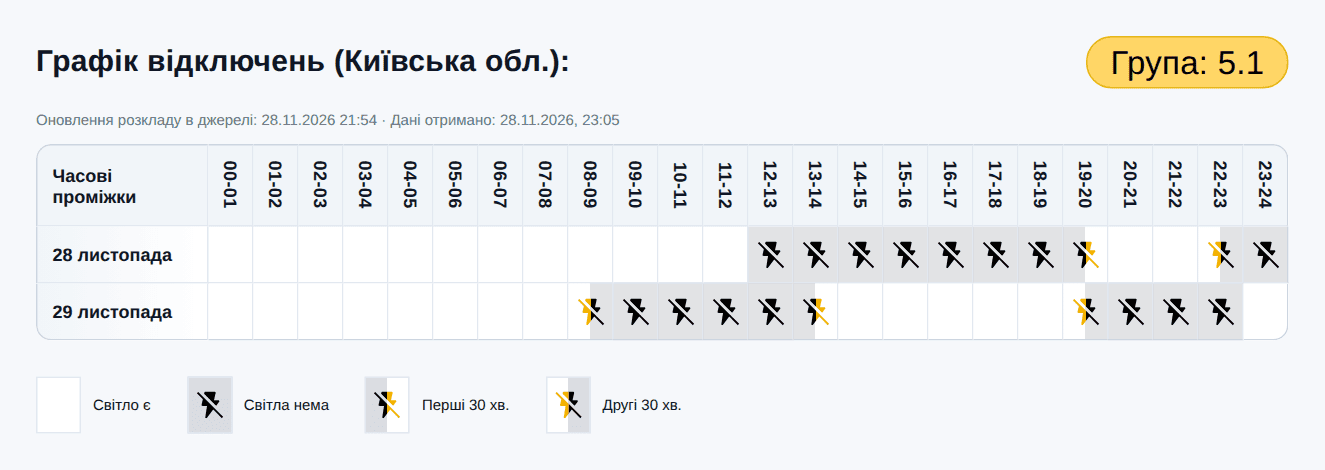 Графік відключень (Київська обл.):
Група: 5.1
Оновлення розкладу в джерелі: 28.11.2026 21:54 · Дані отримано: 28.11.2026, 23:05
Часові
проміжки
00-01
01-02
02-03
03-04
04-05
05-06
06-07
07-08
08-09
09-10
10-11
11-12
12-13
13-14
14-15
15-16
16-17
17-18
18-19
19-20
20-21
21-22
22-23
23-24
28 листопада
29 листопада
Світло є
Світла нема
Перші 30 хв.
Другі 30 хв.